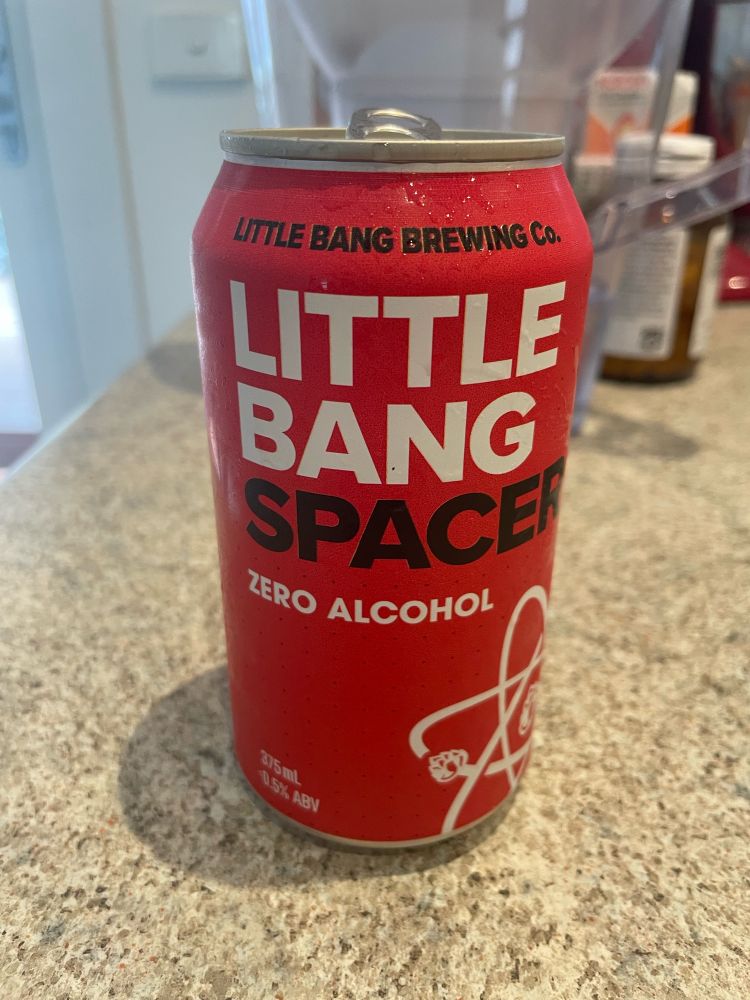 LITTLE BANG BREWING Co.
LITTLE
BANG
SPACER
ZERO ALCOHOL
375mL
0.5% ABV